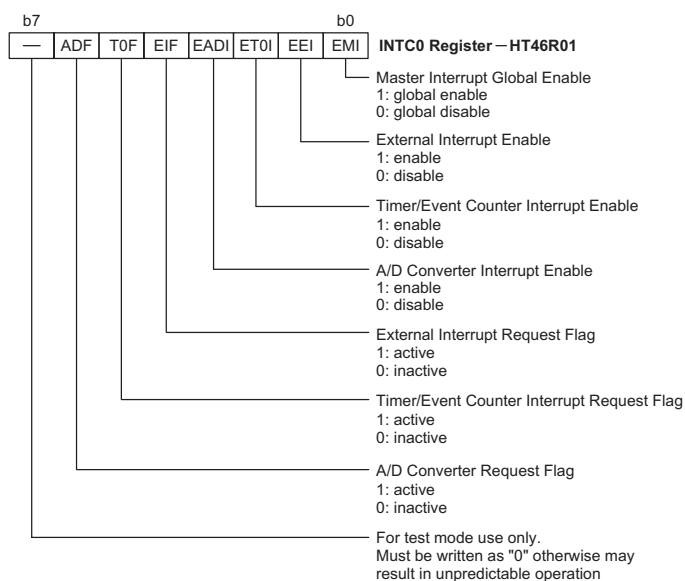 b7 b0
— ADF T0F EIF EADI ET0I EEI EMI INTC0 Register — HT46R01
Master Interrupt Global Enable
1: global enable
0: global disable
External Interrupt Enable
1: enable
0: disable
Timer/Event Counter Interrupt Enable
1: enable
0: disable
A/D Converter Interrupt Enable
1: enable
0: disable
External Interrupt Request Flag
1: active
0: inactive
Timer/Event Counter Interrupt Request Flag
1: active
0: inactive
A/D Converter Request Flag
1: active
0: inactive
For test mode use only.
Must be written as "0" otherwise may
result in unpredictable operation